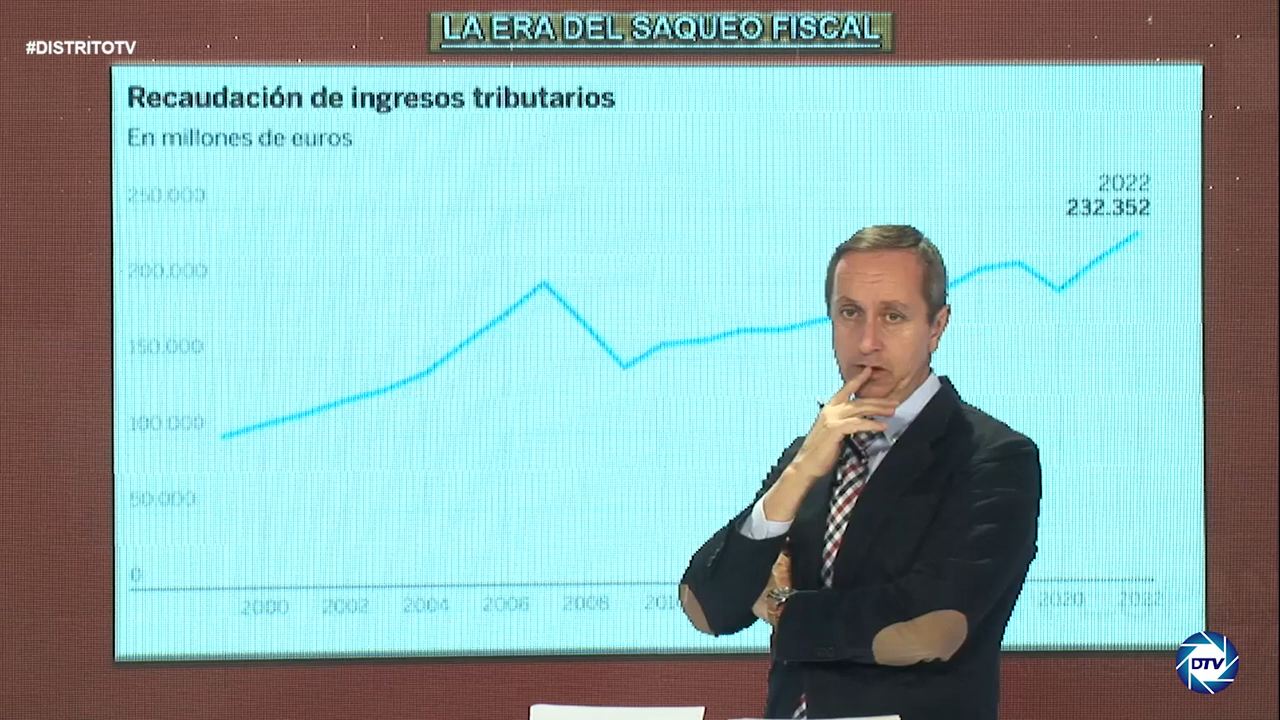 LA ERA DEL SAQUEO FISCAL
#DISTRITOTV
Recaudación de ingresos tributarios
En millones de euros
250.000
2022
232.352
200.000
150.000
100.000
50.000
0
2000 2002 2004 2006 2008 2020 2022
DTV